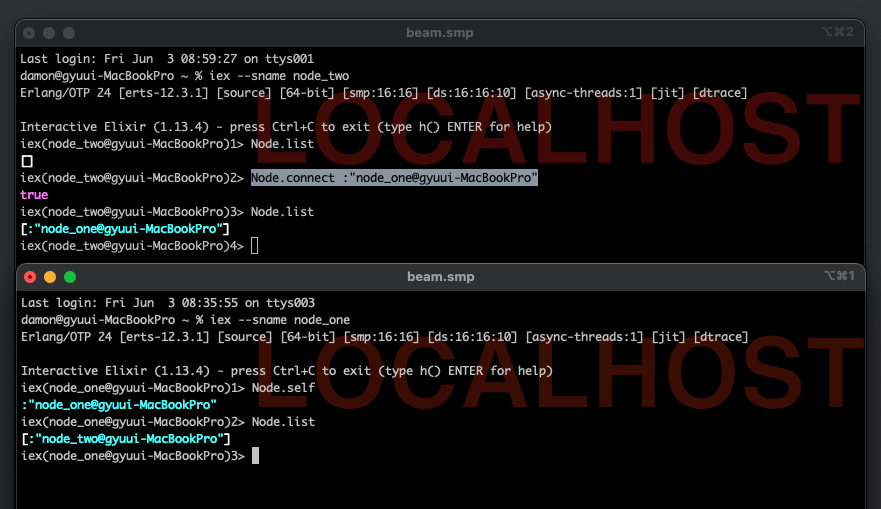 beam.smp
⌥⌘2
Last login: Fri Jun  3 08:59:27 on ttys001
damon@gyuui-MacBookPro ~ % iex --sname node_two
Erlang/OTP 24 [erts-12.3.1] [source] [64-bit] [smp:16:16] [ds:16:16:10] [async-threads:1] [jit] [dtrace]
LOCALHOST
Interactive Elixir (1.13.4) - press Ctrl+C to exit (type h() ENTER for help)
iex(node_two@gyuui-MacBookPro)1> Node.list
[]
iex(node_two@gyuui-MacBookPro)2> Node.connect :"node_one@gyuui-MacBookPro"
true
iex(node_two@gyuui-MacBookPro)3> Node.list
[:"node_one@gyuui-MacBookPro"]
iex(node_two@gyuui-MacBookPro)4>
beam.smp
⌥⌘1
Last login: Fri Jun  3 08:35:55 on ttys003
damon@gyuui-MacBookPro ~ % iex --sname node_one
Erlang/OTP 24 [erts-12.3.1] [source] [64-bit] [smp:16:16] [ds:16:16:10] [async-threads:1] [jit] [dtrace]
LOCALHOST
Interactive Elixir (1.13.4) - press Ctrl+C to exit (type h() ENTER for help)
iex(node_one@gyuui-MacBookPro)1> Node.self
:"node_one@gyuui-MacBookPro"
iex(node_one@gyuui-MacBookPro)2> Node.list
[:"node_two@gyuui-MacBookPro"]
iex(node_one@gyuui-MacBookPro)3>